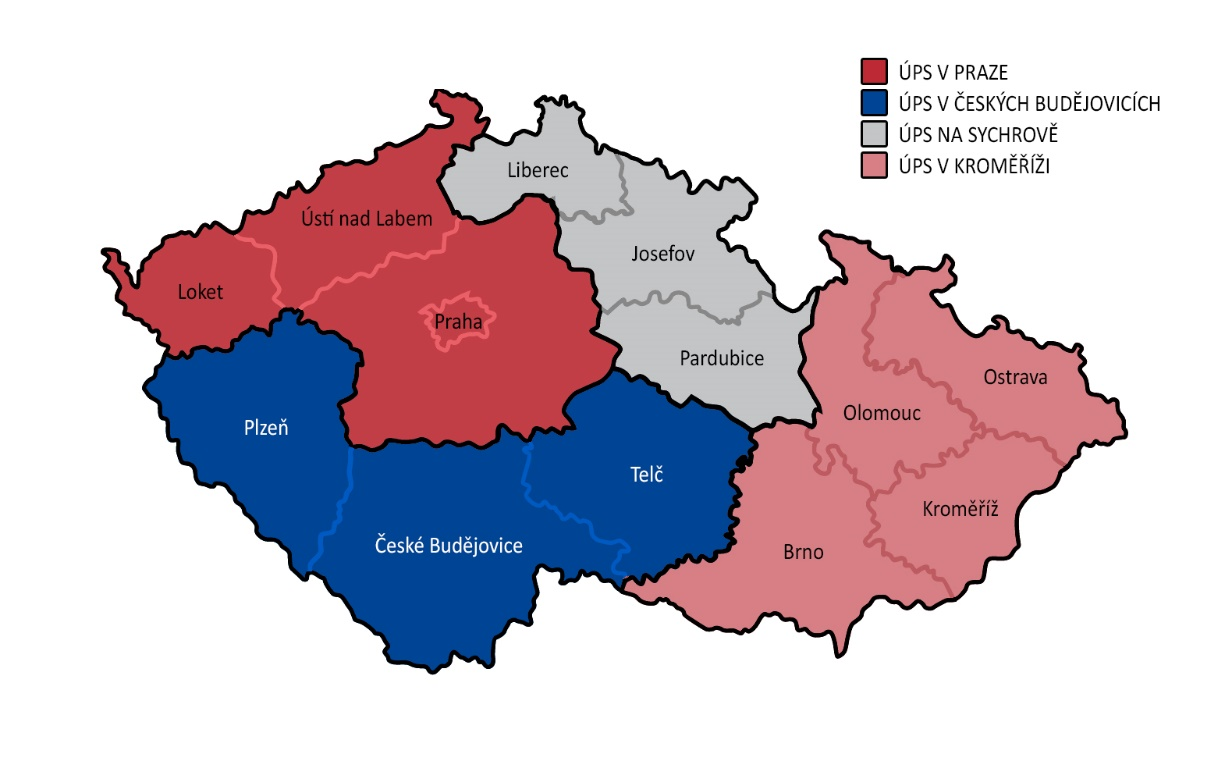 ÚPS V PRAZE
ÚPS V ČESKÝCH BUDĚJOVICÍCH
ÚPS NA SYCHROVĚ
ÚPS V KROMĚŘÍŽI
Liberec
Ústí nad Labem
Josefov
Loket
Praha
Pardubice
Ostrava
Olomouc
Plzeň
Telč
Kroměříž
České Budějovice
Brno